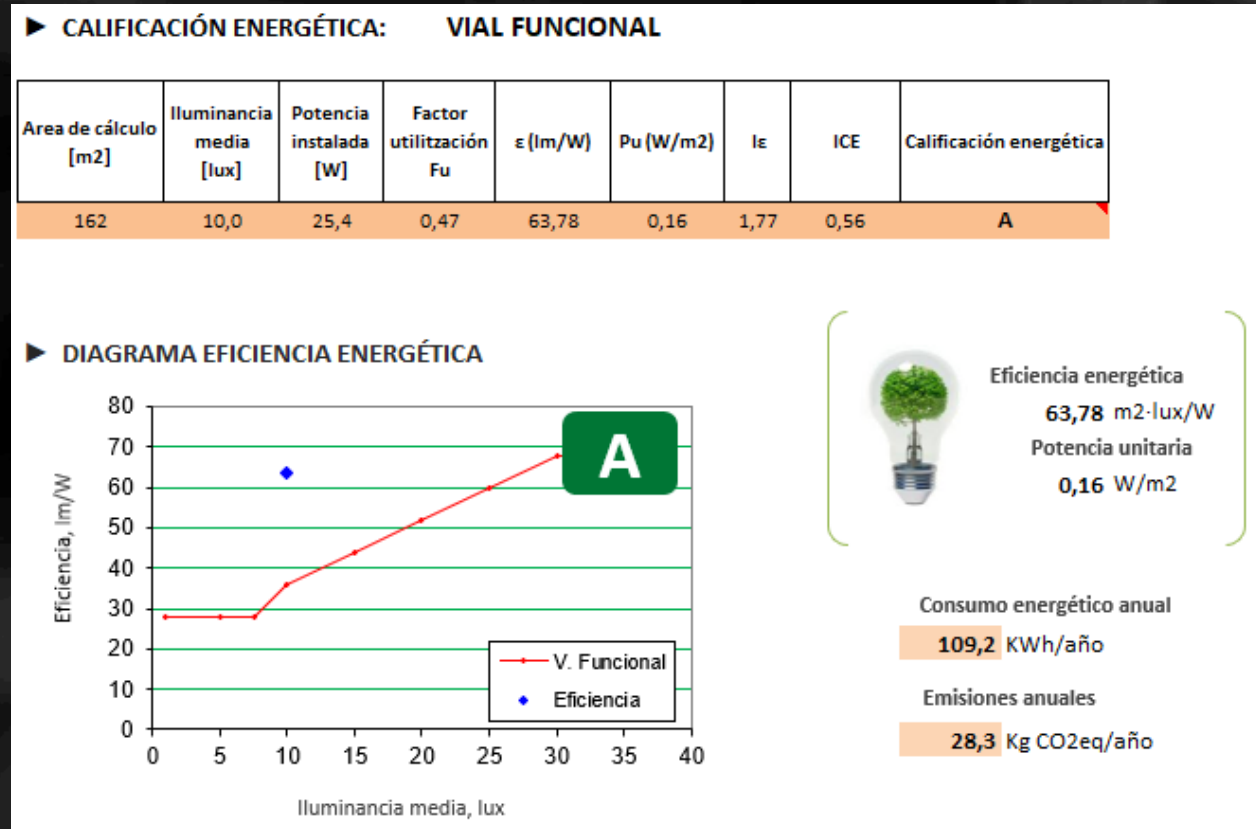 ► CALIFICACIÓN ENERGÉTICA: VIAL FUNCIONAL
Area de cálculo [m2]
Iluminancia media [lux]
Potencia instalada [W]
Factor utilitzación Fu
ε (lm/W)
Pu (W/m2)
Iε
ICE
Calificación energética
162 10,0 25,4 0,47 63,78 0,16 1,77 0,56 A
► DIAGRAMA EFICIENCIA ENERGÉTICA
Eficiencia, lm/W
80
70
60
50
40
30
20
10
0
0 5 10 15 20 25 30 35 40
Iluminancia media, lux
A
V. Funcional
Eficiencia
Eficiencia energética
63,78 m2·lux/W
Potencia unitaria
0,16 W/m2
Consumo energético anual
109,2 KWh/año
Emisiones anuales
28,3 Kg CO2eq/año